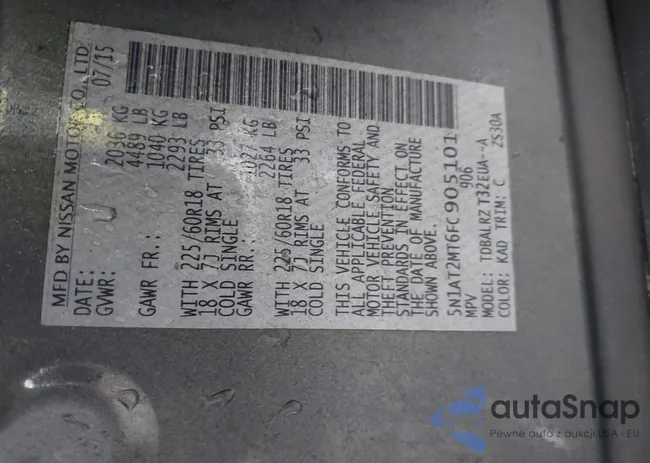 MFD BY NISSAN MOTOR CO., LTD.
DATE: 07/15
GVWR: 2036 KG
4489 LB
GAWR FR.: 1040 KG
2293 LB
WITH 225/60R18 TIRES
18 X 7J RIMS AT 33 PSI
COLD SINGLE
GAWR RR.: 1027 KG
2264 LB
WITH 225/60R18 TIRES
18 X 7J RIMS AT 33 PSI
COLD SINGLE
THIS VEHICLE CONFORMS TO
ALL APPLICABLE FEDERAL
MOTOR VEHICLE SAFETY AND
THEFT PREVENTION
STANDARDS IN EFFECT ON
THE DATE OF MANUFACTURE
SHOWN ABOVE.
5N1AT2MT6FC905101
MPV 906
MODEL: TDBALRZ T32EUA--A
COLOR: KAD TRIM: C ZS30A
autaSnap
Pewne auta z aukcji USA - EU